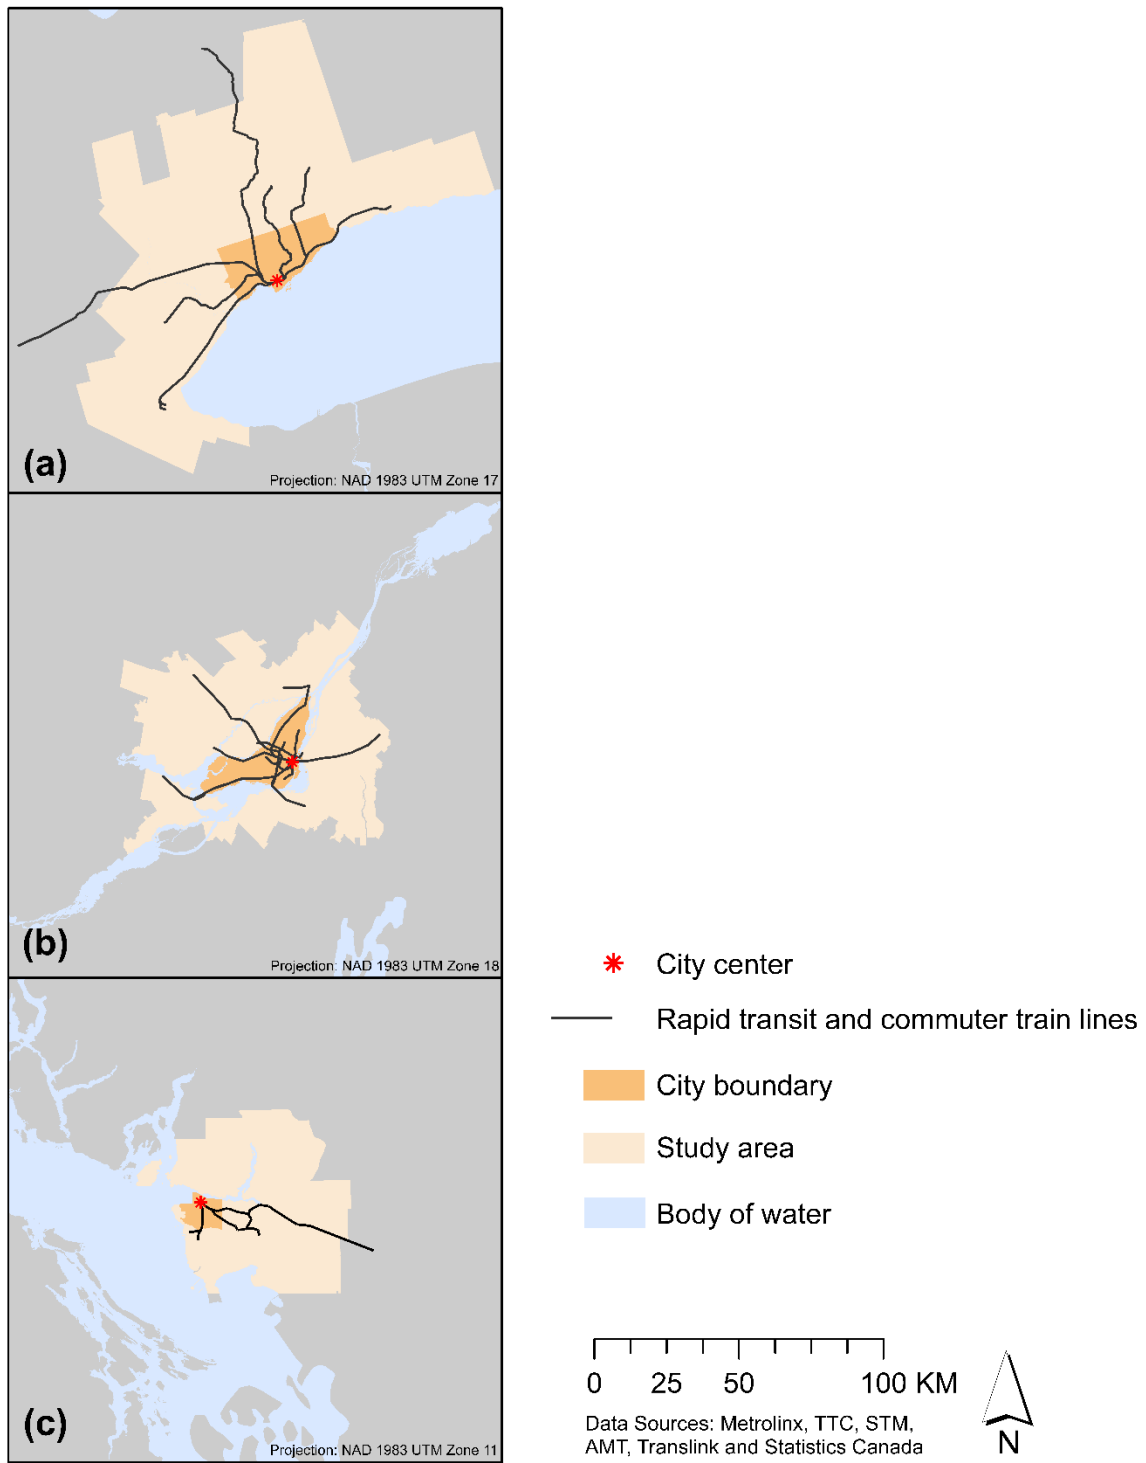 (a)
Projection: NAD 1983 UTM Zone 17
(b)
Projection: NAD 1983 UTM Zone 18
(c)
Projection: NAD 1983 UTM Zone 11
City center
Rapid transit and commuter train lines
City boundary
Study area
Body of water
0 25 50 100 KM
Data Sources: Metrolinx, TTC, STM,
AMT, Translink and Statistics Canada
N